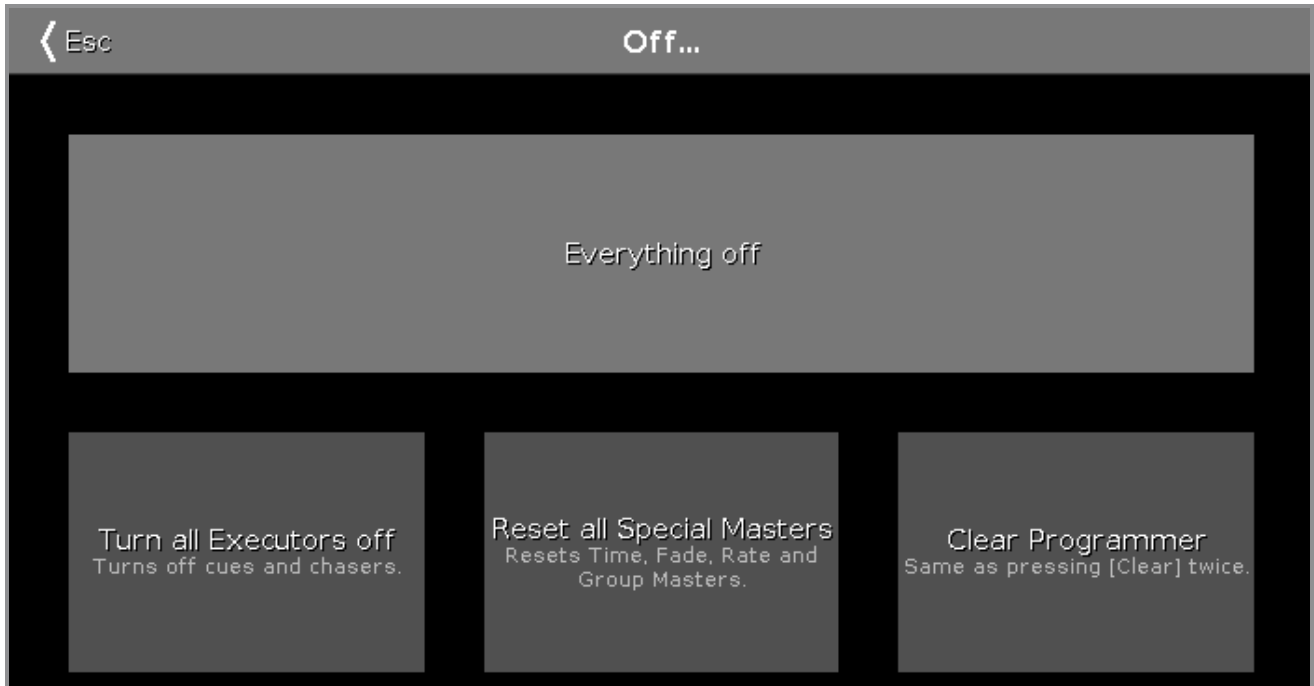 Esc
Off...
Everything off
Turn all Executors off
Turns off cues and chasers.
Reset all Special Masters
Resets Time, Fade, Rate and
Group Masters.
Clear Programmer
Same as pressing [Clear] twice.